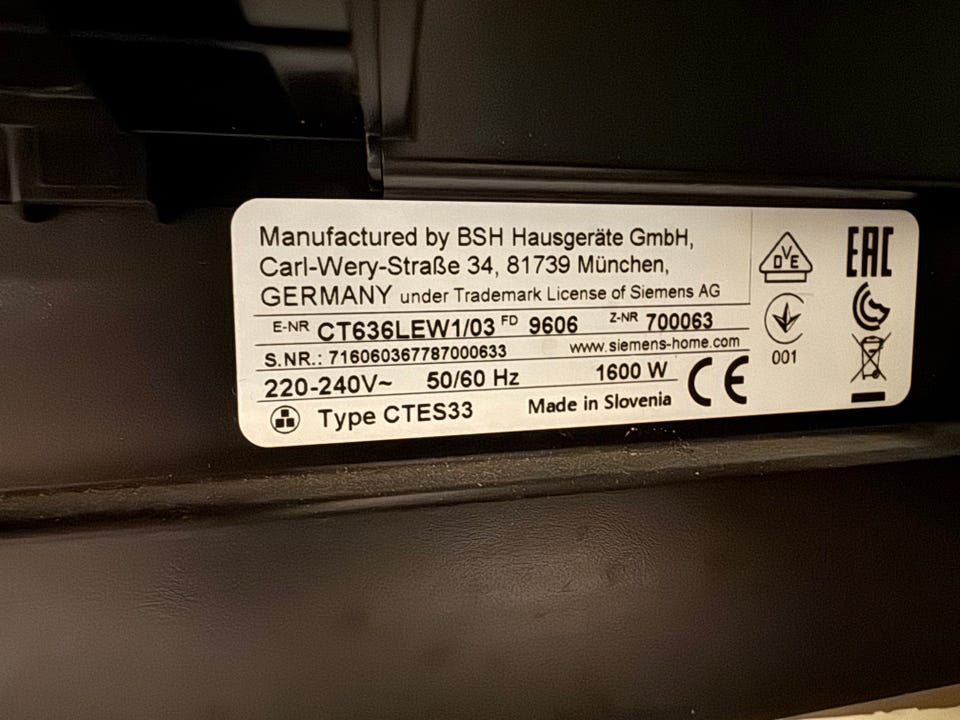 Manufactured by BSH Hausgeräte GmbH,
Carl-Wery-Straße 34, 81739 München,
GERMANY under Trademark License of Siemens AG
E-NR CT636LEW1/03 FD 9606 Z-NR 700063
S.NR.: 716060367787000633 www.siemens-home.com
220-240V~ 50/60 Hz 1600 W CE
Type CTES33 Made in Slovenia
DVE
EAC
001